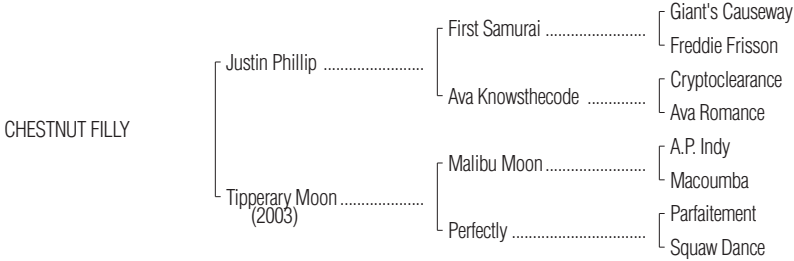 Giant's Causeway
First Samurai ........................
Freddie Frisson
Justin Phillip ........................
Cryptoclearance
Ava Knowsthecode ..............
Ava Romance
CHESTNUT FILLY
A.P. Indy
Malibu Moon ........................
Macoumba
Tipperary Moon ....................
(2003)
Parfaitement
Perfectly ................................
Squaw Dance